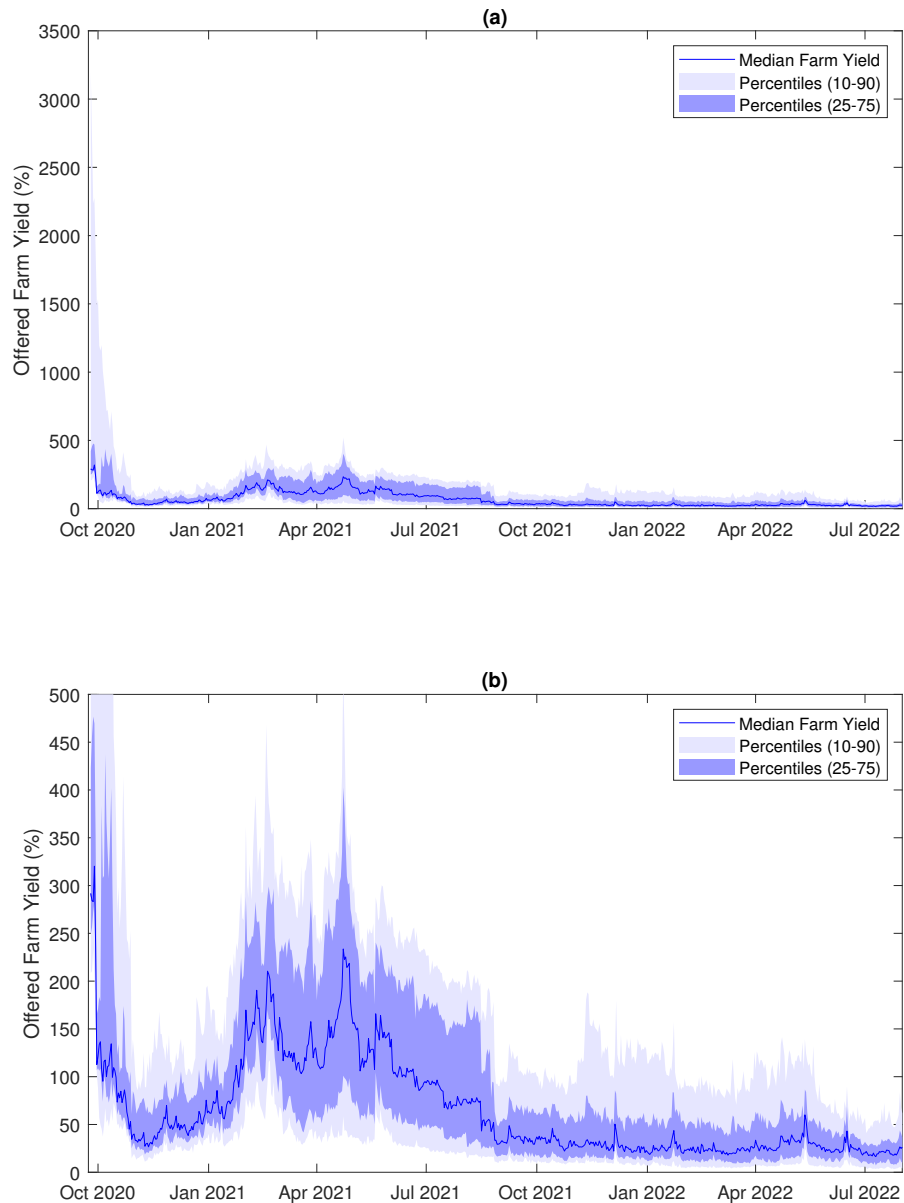 (a)
3500
3000
2500
2000
1500
1000
500
0
Offered Farm Yield (%)
Median Farm Yield
Percentiles (10-90)
Percentiles (25-75)
Oct 2020 Jan 2021 Apr 2021 Jul 2021 Oct 2021 Jan 2022 Apr 2022 Jul 2022
(b)
500
450
400
350
300
250
200
150
100
50
0
Offered Farm Yield (%)
Median Farm Yield
Percentiles (10-90)
Percentiles (25-75)
Oct 2020 Jan 2021 Apr 2021 Jul 2021 Oct 2021 Jan 2022 Apr 2022 Jul 2022